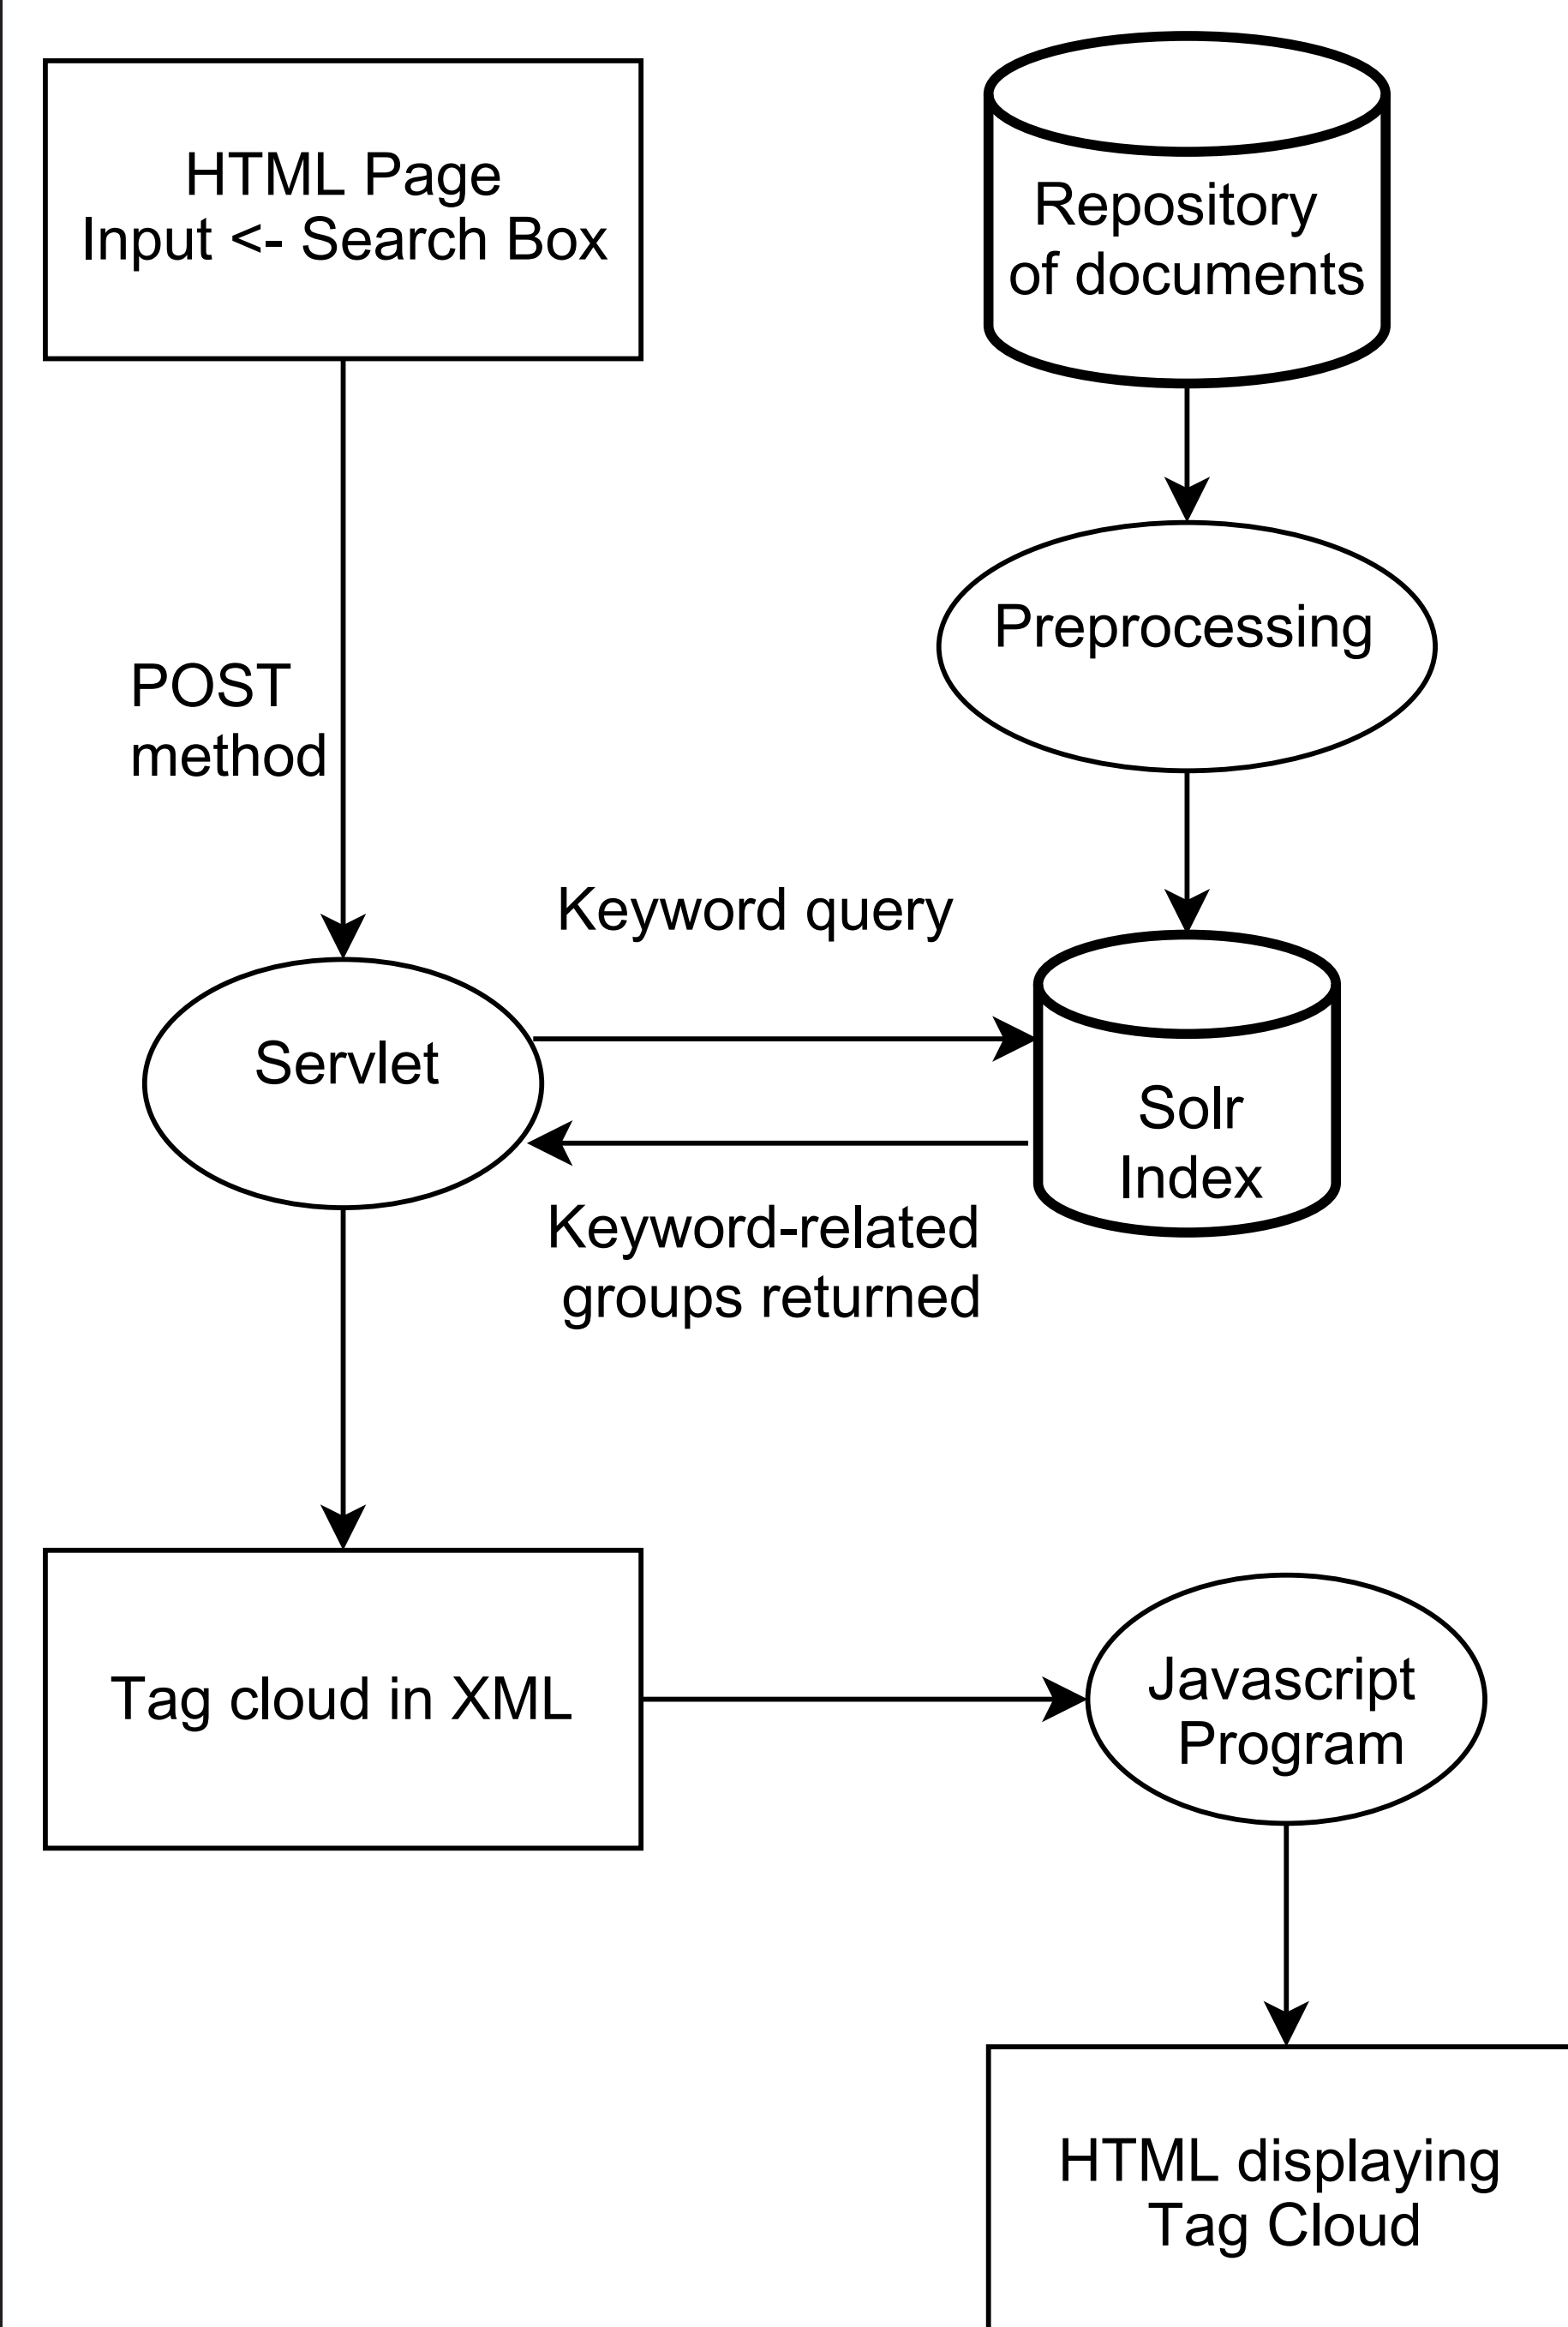 HTML Page
Input <- Search Box
Repository
of documents
Preprocessing
POST
method
Keyword query
Servlet
Solr
Index
Keyword-related
groups returned
Tag cloud in XML
Javascript
Program
HTML displaying
Tag Cloud